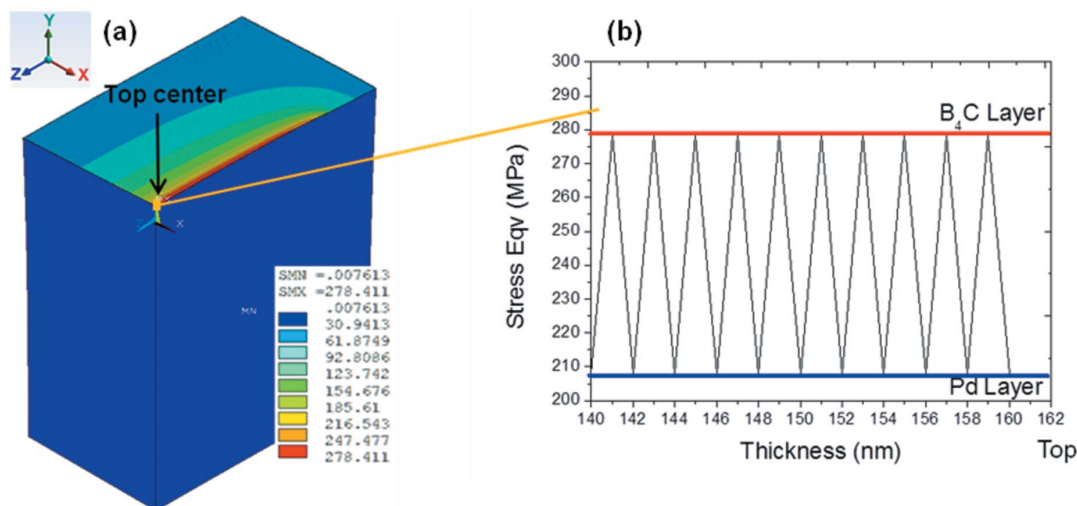 (a)
Y
Z
X
Top center
X
MN
SMN =.007613
SMX =278.411
.007613
30.9413
61.8749
92.8086
123.742
154.676
185.61
216.543
247.477
278.411
(b)
Stress Eqv (MPa)
300
290
280
270
260
250
240
230
220
210
200
B₄C Layer
Pd Layer
140 142 144 146 148 150 152 154 156 158 160 162
Thickness (nm)
Top